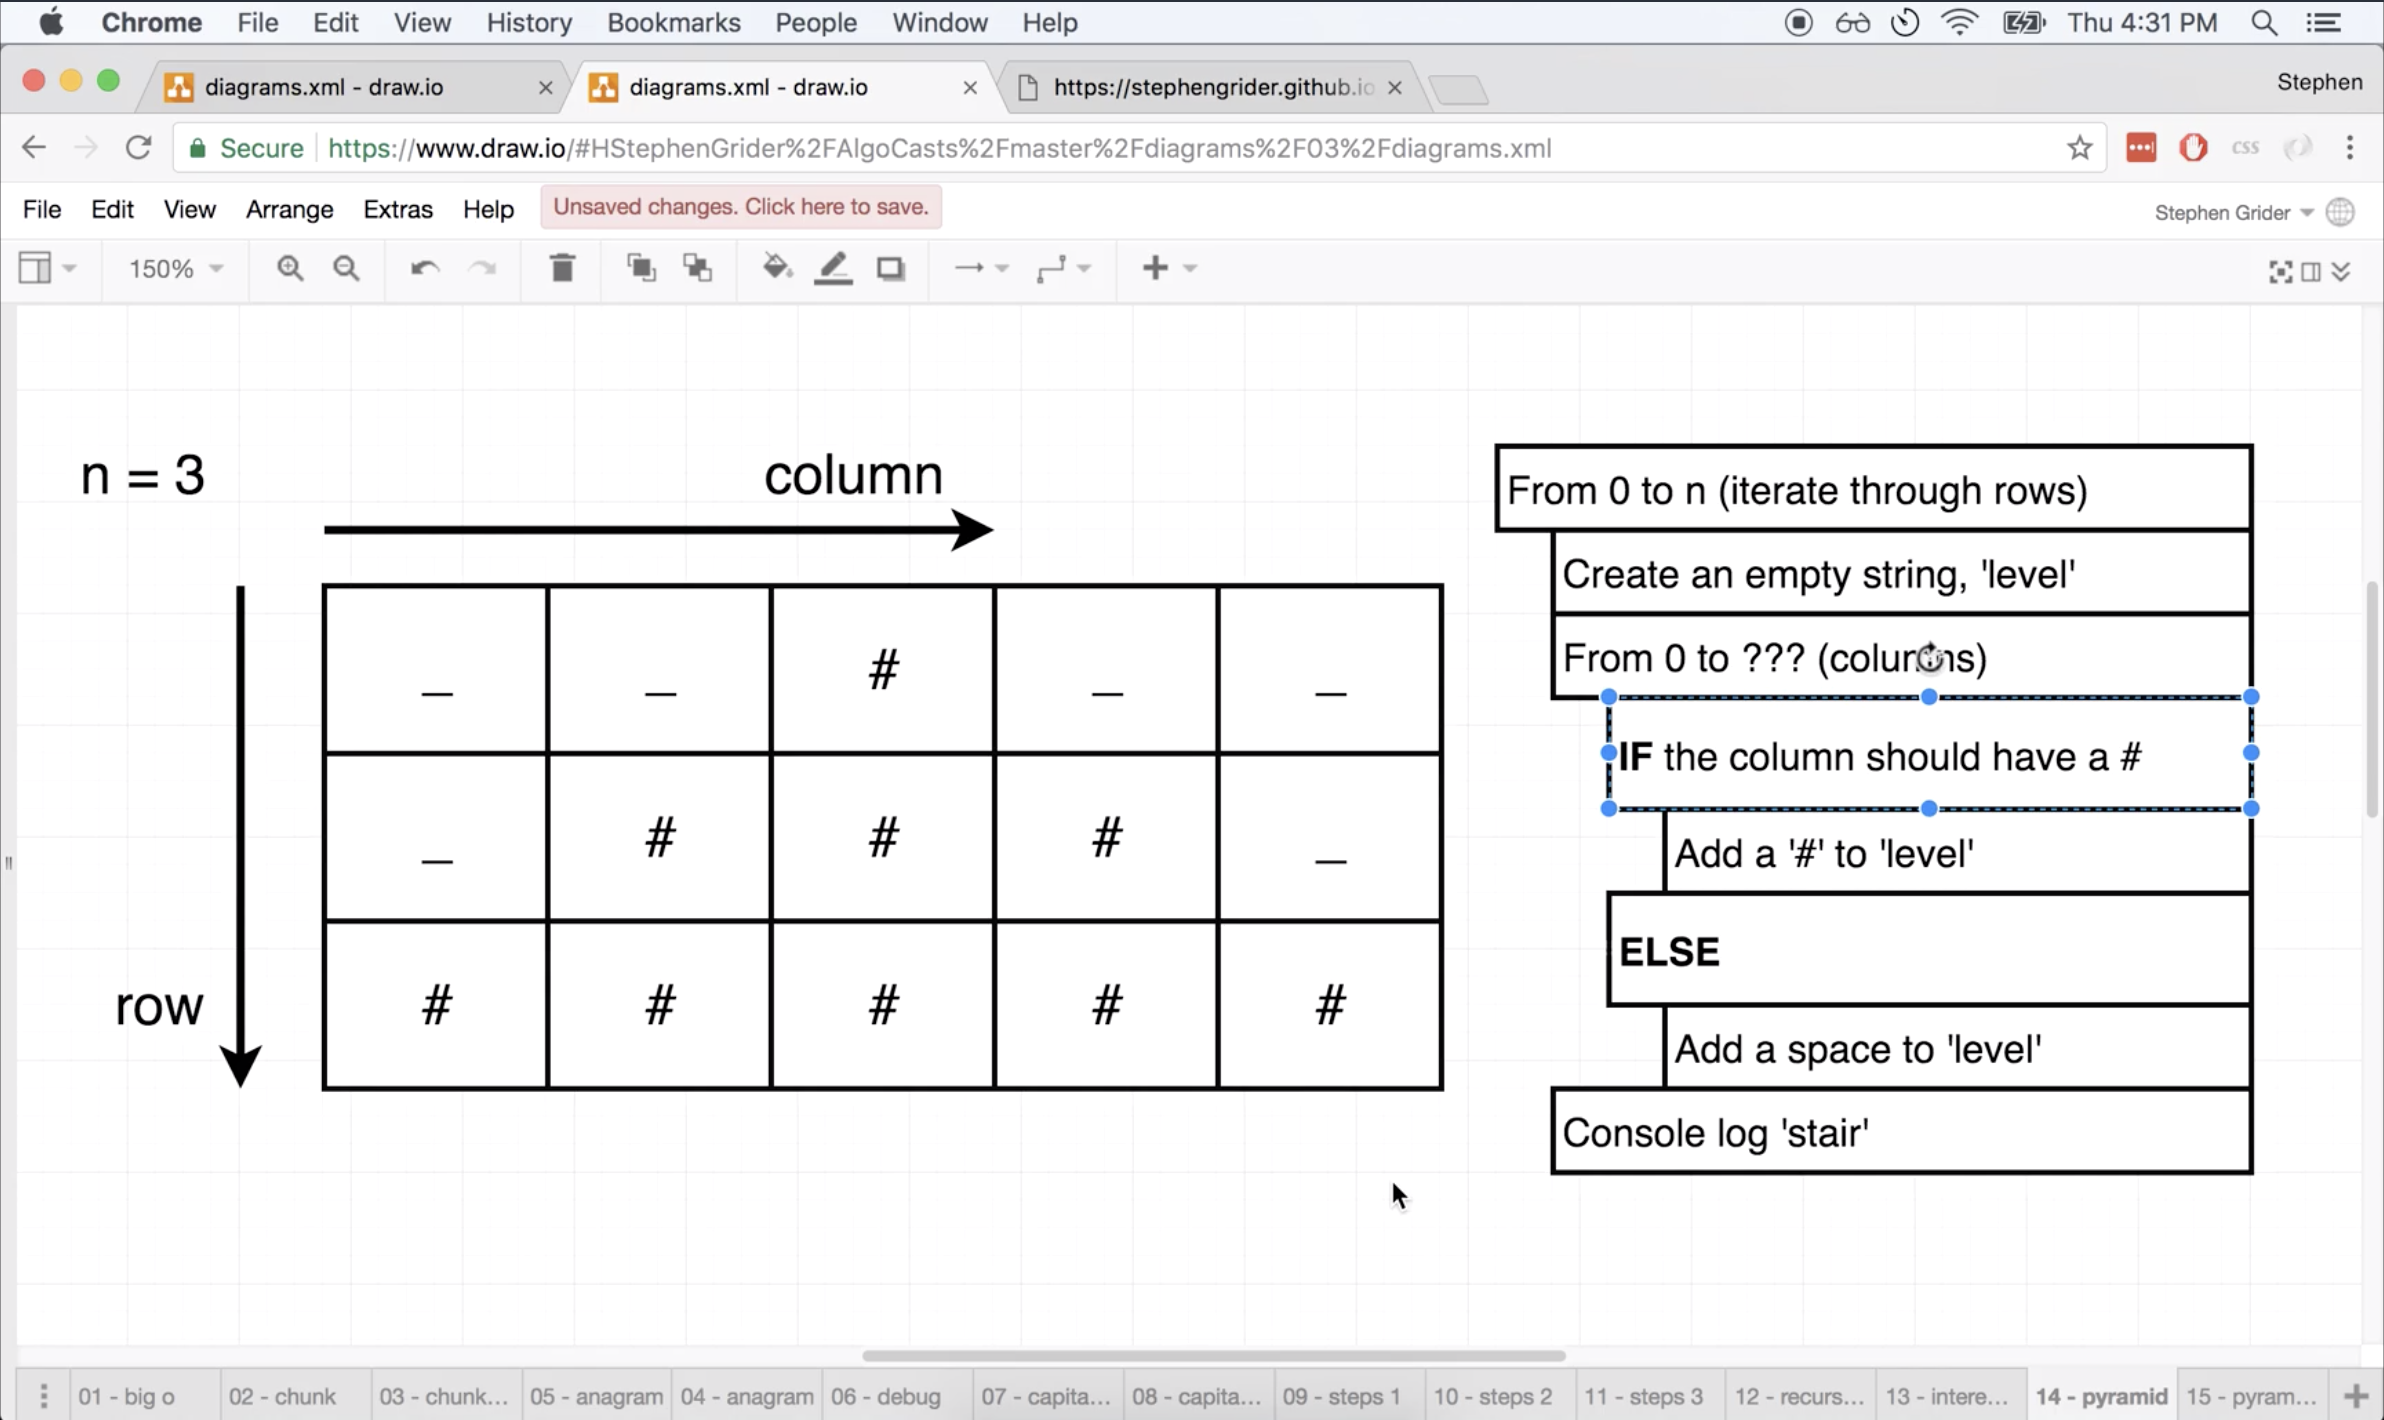 Chrome File Edit View History Bookmarks People Window Help Thu 4:31 PM
diagrams.xml - draw.io diagrams.xml - draw.io https://stephengrider.github.io Stephen
Secure https://www.draw.io/#HStephenGrider%2FAlgoCasts%2Fmaster%2Fdiagrams%2F03%2Fdiagrams.xml css
File Edit View Arrange Extras Help Unsaved changes. Click here to save. Stephen Grider
150%
n = 3
column
row
_ _ # _ _
_ # # # _
# # # # #
From 0 to n (iterate through rows)
Create an empty string, 'level'
From 0 to ??? (columns)
IF the column should have a #
Add a '#' to 'level'
ELSE
Add a space to 'level'
Console log 'stair'
01 - big o 02 - chunk 03 - chunk... 05 - anagram 04 - anagram 06 - debug 07 - capita... 08 - capita... 09 - steps 1 10 - steps 2 11 - steps 3 12 - recurs... 13 - intere... 14 - pyramid 15 - pyram...